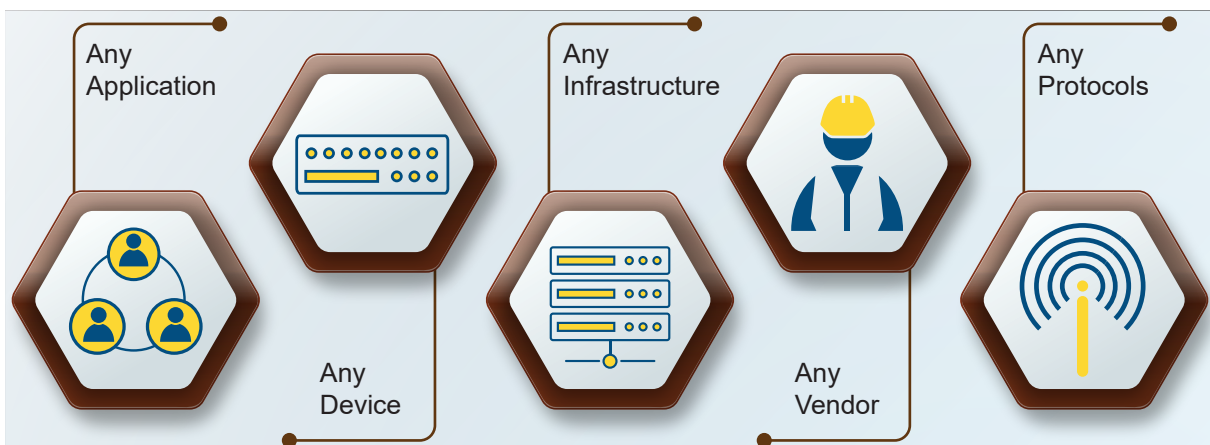 Any
Application
Any
Device
Any
Infrastructure
Any
Vendor
Any
Protocols